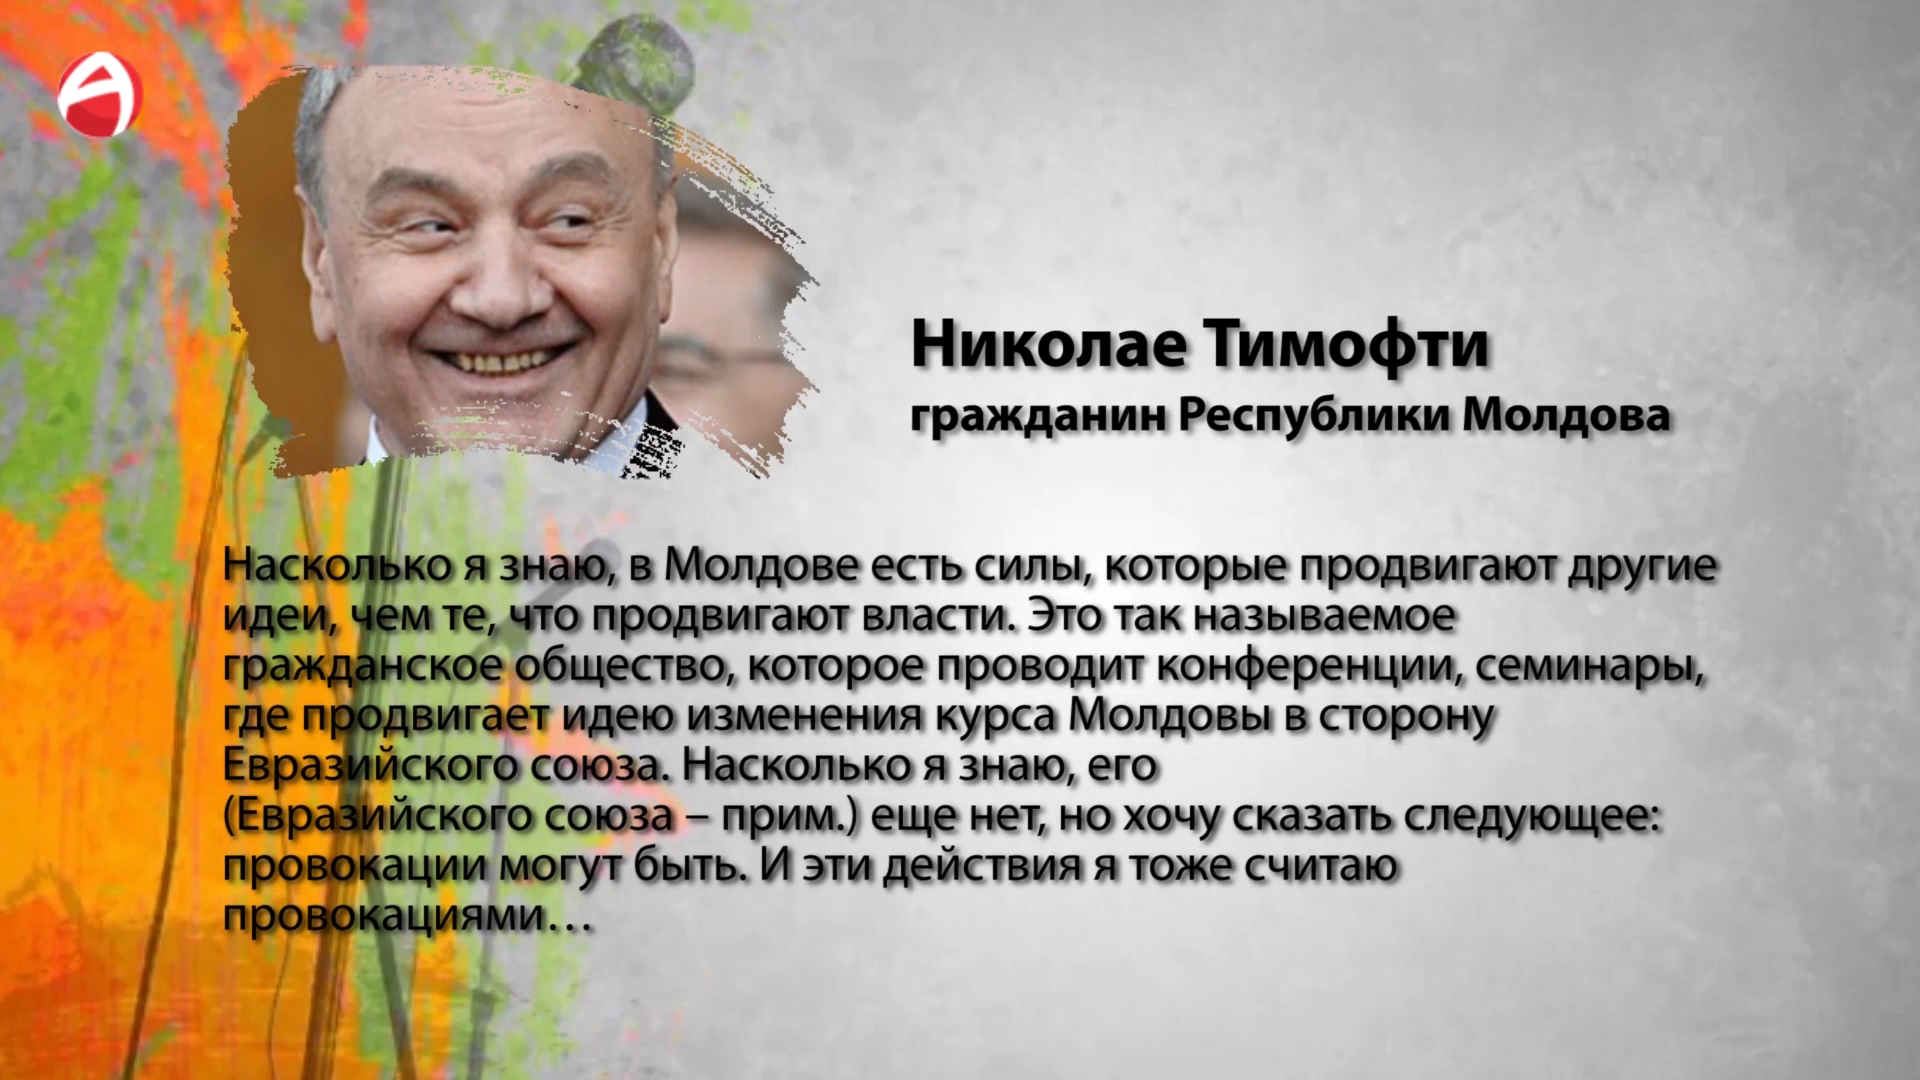 Николае Тимофти
гражданин Республики Молдова
Насколько я знаю, в Молдове есть силы, которые продвигают другие
идеи, чем те, что продвигают власти. Это так называемое
гражданское общество, которое проводит конференции, семинары,
где продвигает идею изменения курса Молдовы в сторону
Евразийского союза. Насколько я знаю, его
(Евразийского союза – прим.) еще нет, но хочу сказать следующее:
провокации могут быть. И эти действия я тоже считаю
провокациями…